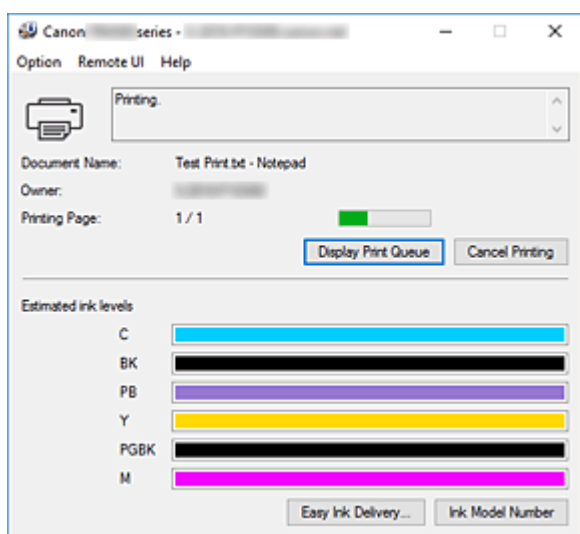 Canon series -
Option Remote UI Help
Printing.
Document Name: Test Print.txt - Notepad
Owner:
Printing Page: 1 / 1
Display Print Queue Cancel Printing
Estimated ink levels
C
BK
PB
Y
PGBK
M
Easy Ink Delivery... Ink Model Number